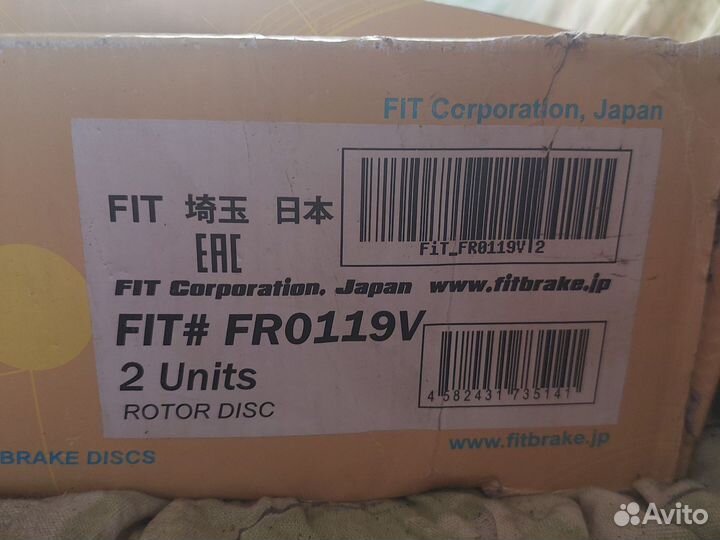 FIT Corporation, Japan
FIT 埼玉 日本
EAC
FiT_FR0119V 2
FIT Corporation, Japan www.fitbrake.jp
FIT# FR0119V
2 Units
4 582431 735141
ROTOR DISC
BRAKE DISCS
www.fitbrake.jp
Avito